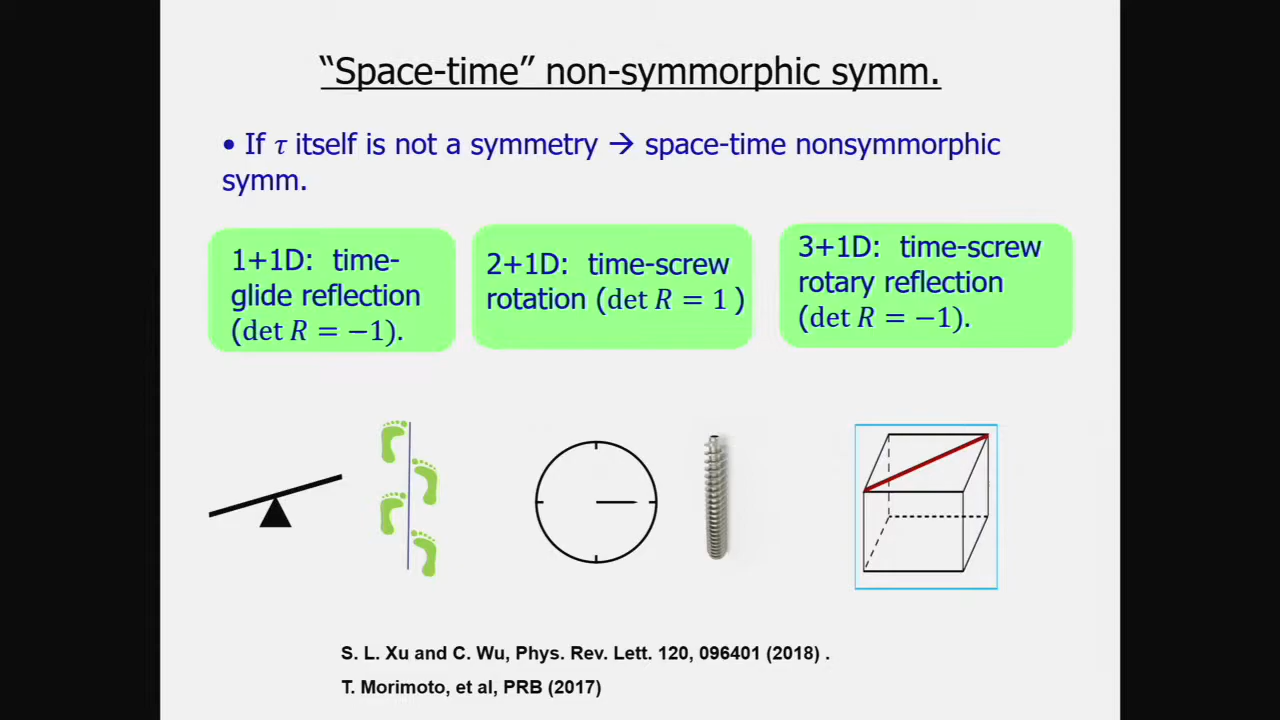 “Space-time” non-symmorphic symm.
• If τ itself is not a symmetry → space-time nonsymmorphic
symm.
1+1D: time-
glide reflection
(det R = −1).
2+1D: time-screw
rotation (det R = 1 )
3+1D: time-screw
rotary reflection
(det R = −1).
S. L. Xu and C. Wu, Phys. Rev. Lett. 120, 096401 (2018) .
T. Morimoto, et al, PRB (2017)